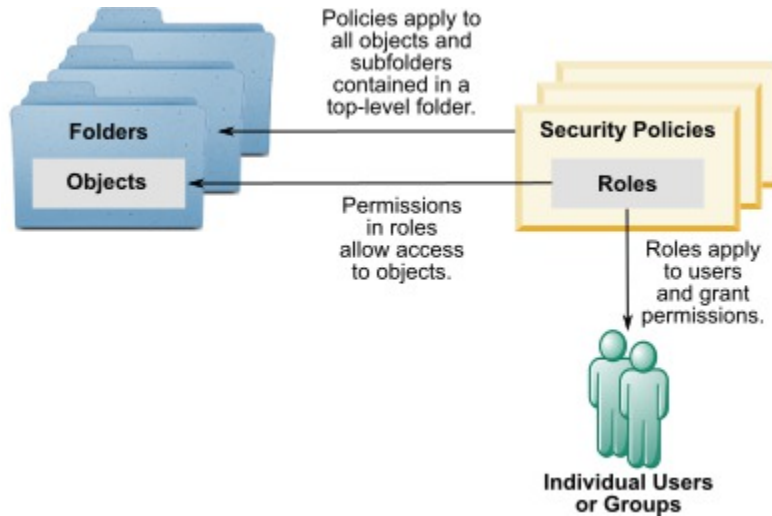 Policies apply to
all objects and
subfolders
contained in a
top-level folder.
Folders
Security Policies
Objects
Roles
Permissions
in roles
allow access
to objects.
Roles apply
to users
and grant
permissions.
Individual Users
or Groups